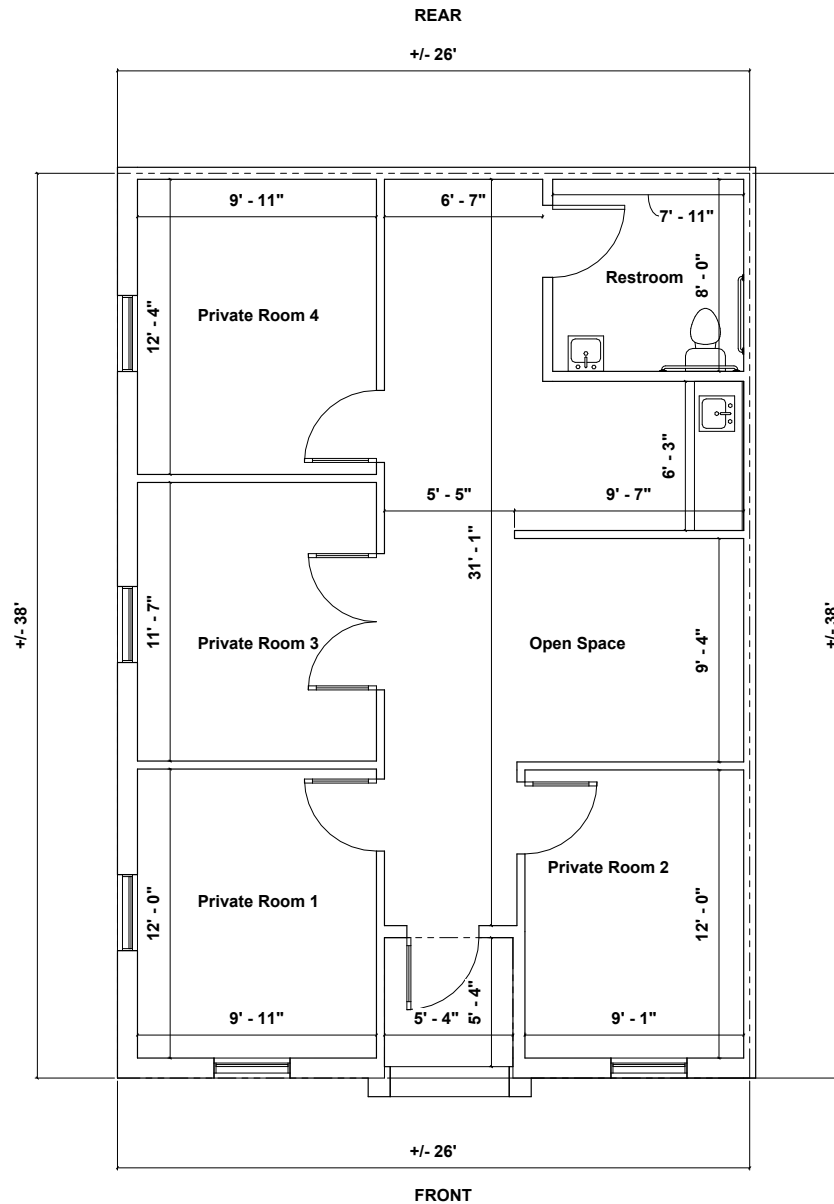 REAR
+/- 26'
9' - 11"
6' - 7"
7' - 11"
Restroom
8' - 0"
Private Room 4
12' - 4"
6' - 3"
5' - 5"
9' - 7"
31' - 1"
+/- 38'
11' - 7"
Private Room 3
Open Space
9' - 4"
+/- 38'
Private Room 2
Private Room 1
12' - 0"
12' - 0"
5' - 4"
9' - 11"
5' - 4"
9' - 1"
+/- 26'
FRONT